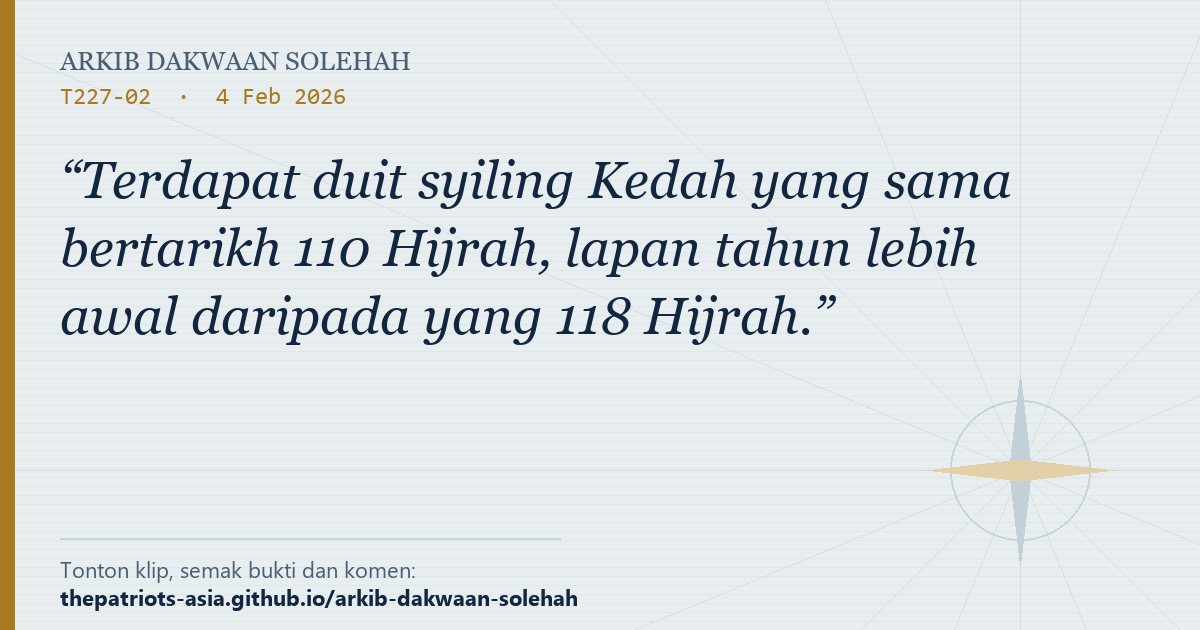 ARKIB DAKWAAN SOLEHAH
T227-02 · 4 Feb 2026
“Terdapat duit syiling Kedah yang sama
bertarikh 110 Hijrah, lapan tahun lebih
awal daripada yang 118 Hijrah.”
Tonton klip, semak bukti dan komen:
thepatriots-asia.github.io/arkib-dakwaan-solehah